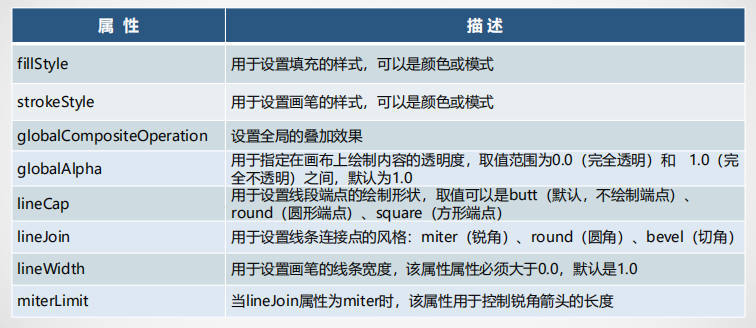 属 性 描 述
fillStyle 用于设置填充的样式，可以是颜色或模式
strokeStyle 用于设置画笔的样式，可以是颜色或模式
globalCompositeOperation 设置全局的叠加效果
globalAlpha 用于指定在画布上绘制内容的透明度，取值范围为0.0（完全透明）和 1.0（完
全不透明）之间，默认为1.0
lineCap 用于设置线段端点的绘制形状，取值可以是butt（默认，不绘制端点）、
round（圆形端点）、square（方形端点）
lineJoin 用于设置线条连接点的风格：miter（锐角）、round（圆角）、bevel（切角）
lineWidth 用于设置画笔的线条宽度，该属性属性必须大于0.0，默认是1.0
miterLimit 当lineJoin属性为miter时，该属性用于控制锐角箭头的长度